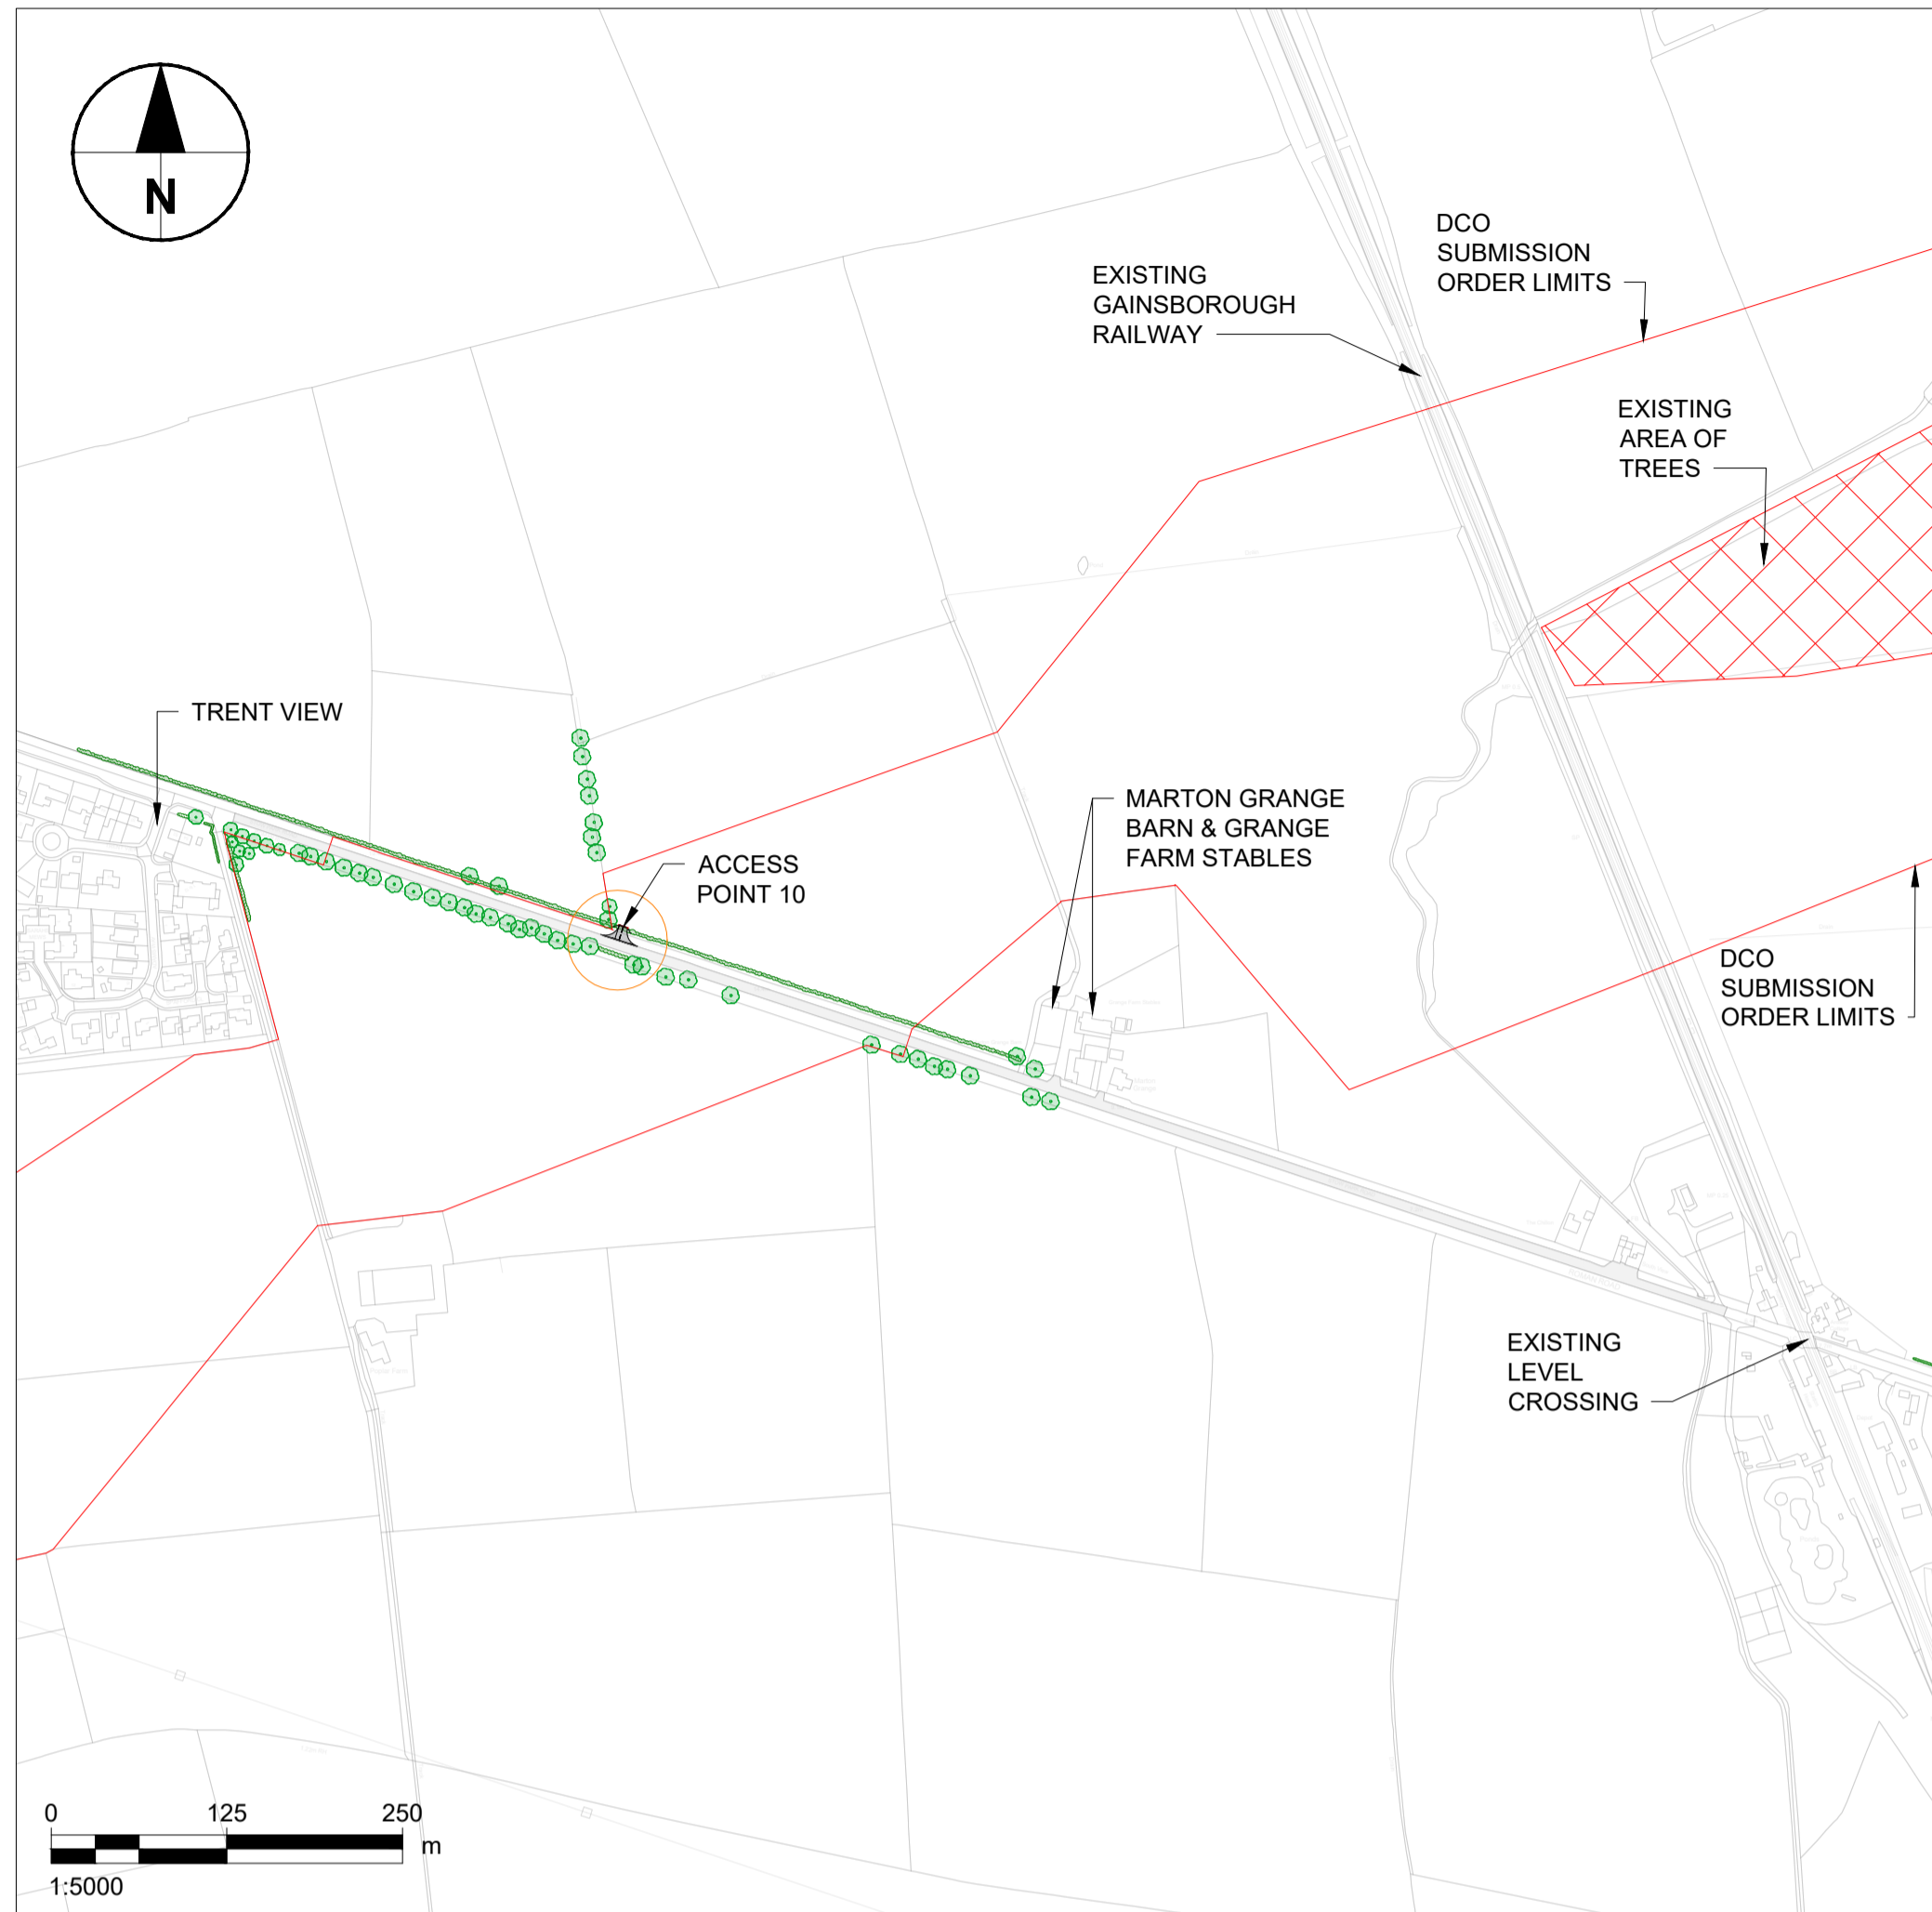 N
DCO
SUBMISSION
ORDER LIMITS
EXISTING
GAINSBOROUGH
RAILWAY
EXISTING
AREA OF
TREES
TRENT VIEW
MARTON GRANGE
BARN & GRANGE
FARM STABLES
ACCESS
POINT 10
DCO
SUBMISSION
ORDER LIMITS
EXISTING
LEVEL
CROSSING
0 125 250
m
1:5000